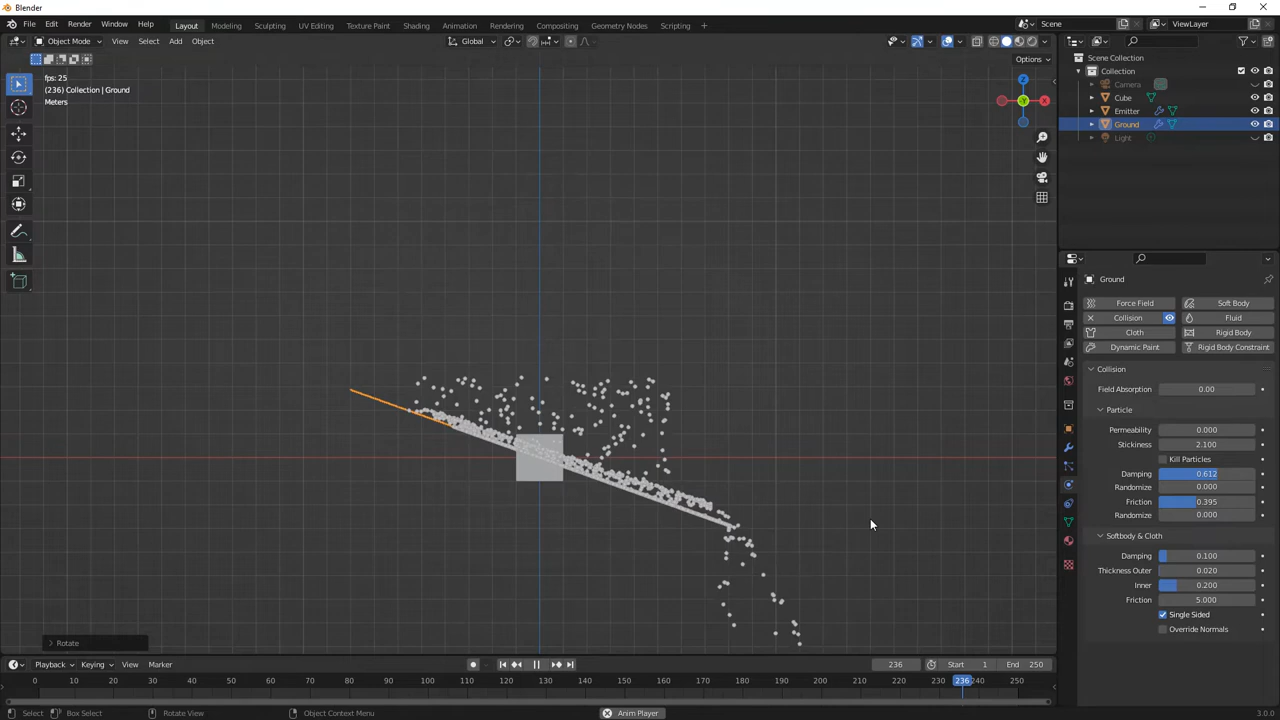 Blender
File Edit Render Window Help Layout Modeling Sculpting UV Editing Texture Paint Shading Animation Rendering Compositing Geometry Nodes Scripting + Scene ViewLayer
Object Mode View Select Add Object Global
Options
fps: 25
(236) Collection | Ground
Meters
Z
X
Y
Scene Collection
Collection
Camera
Cube
Emitter
Ground
Light
Ground
Force Field Soft Body
Collision Fluid
Cloth Rigid Body
Dynamic Paint Rigid Body Constraint
Collision
Field Absorption 0.00
Particle
Permeability 0.000
Stickiness 2.100
Kill Particles
Damping 0.612
Randomize 0.000
Friction 0.395
Randomize 0.000
Softbody & Cloth
Damping 0.100
Thickness Outer 0.020
Inner 0.200
Friction 5.000
Single Sided
Override Normals
Rotate
Playback Keying View Marker 236 Start 1 End 250
0 10 20 30 40 50 60 70 80 90 100 110 120 130 140 150 160 170 180 190 200 210 220 230 236 240 250
Select Box Select Rotate View Object Context Menu Anim Player 3.0.0